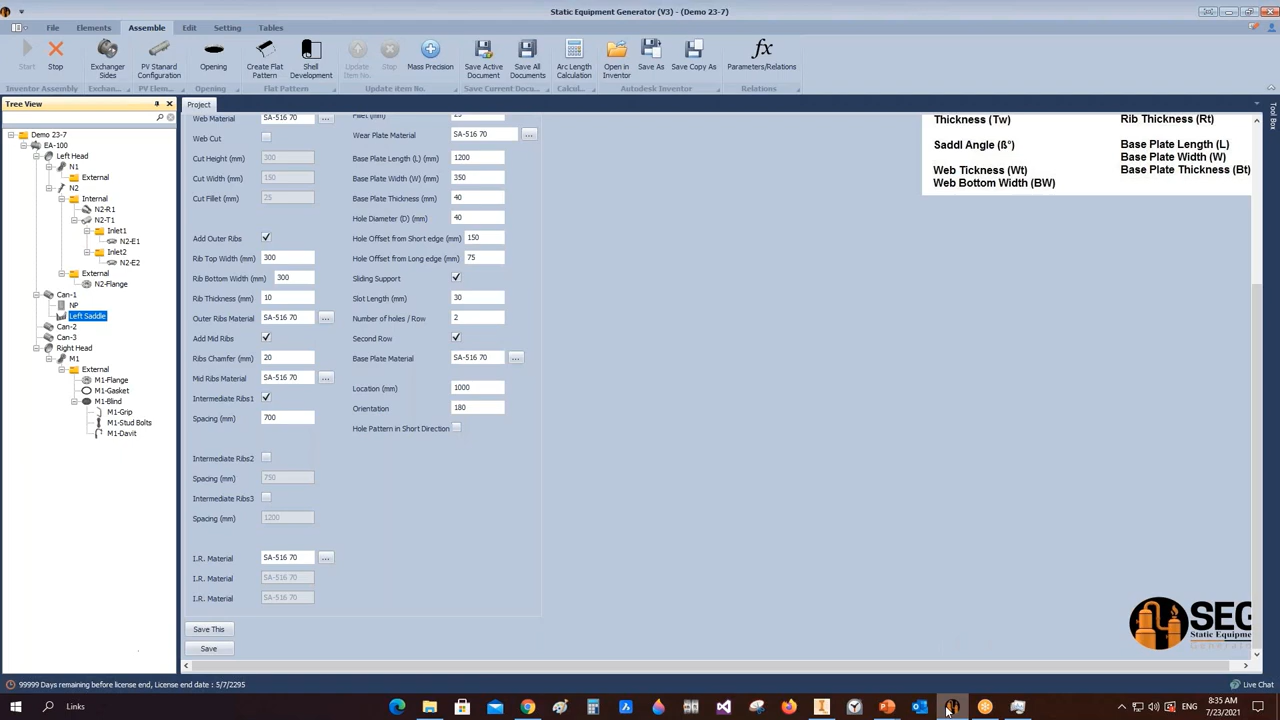 Static Equipment Generator (V3) - (Demo 23-7)
File Elements Assemble Edit Setting Tables
Start Stop Exchanger Sides PV Stanard Configuration Opening Create Flat Pattern Shell Development Update Item No. Stop Mass Precision Save Active Document Save All Documents Arc Length Calculation Open in Inventor Save As Save Copy As Parameters/Relations
Inventor Assembly Exchan... PV Elem... Opening Flat Pattern Update item No. Save Current Docu... Calcul... Autodesk Inventor Relations
Tree View
Project
Demo 23-7
EA-100
Left Head
N1
External
N2
Internal
N2-R1
N2-T1
Inlet1
N2-E1
Inlet2
N2-E2
External
N2-Flange
Can-1
NP
Left Saddle
Can-2
Can-3
Right Head
M1
External
M1-Flange
M1-Gasket
M1-Blind
M1-Grip
M1-Stud Bolts
M1-Davit
Web Material SA-516 70 ...
Web Cut
Cut Height (mm) 300
Cut Width (mm) 150
Cut Fillet (mm) 25
Add Outer Ribs
Rib Top Width (mm) 300
Rib Bottom Width (mm) 300
Rib Thickness (mm) 10
Outer Ribs Material SA-516 70 ...
Add Mid Ribs
Ribs Chamfer (mm) 20
Mid Ribs Material SA-516 70 ...
Intermediate Ribs1
Spacing (mm) 700
Intermediate Ribs2
Spacing (mm) 750
Intermediate Ribs3
Spacing (mm) 1200
I.R. Material SA-516 70 ...
I.R. Material SA-516 70
I.R. Material SA-516 70
Save This
Save
Fillet (mm) 25
Wear Plate Material SA-516 70 ...
Base Plate Length (L) (mm) 1200
Base Plate Width (W) (mm) 350
Base Plate Thickness (mm) 40
Hole Diameter (D) (mm) 40
Hole Offset from Short edge (mm) 150
Hole Offset from Long edge (mm) 75
Sliding Support
Slot Length (mm) 30
Number of holes / Row 2
Second Row
Base Plate Material SA-516 70 ...
Location (mm) 1000
Orientation 180
Hole Pattern in Short Direction
Thickness (Tw) Rib Thickness (Rt)
Saddl Angle (ß°) Base Plate Length (L)
Base Plate Width (W)
Web Tickness (Wt) Base Plate Thickness (Bt)
Web Bottom Width (BW)
Tool Box
SEG
Static Equipm
Genera
99999 Days remaining before license end, License end date : 5/7/2295
Live Chat
Links
8:35 AM
7/23/2021